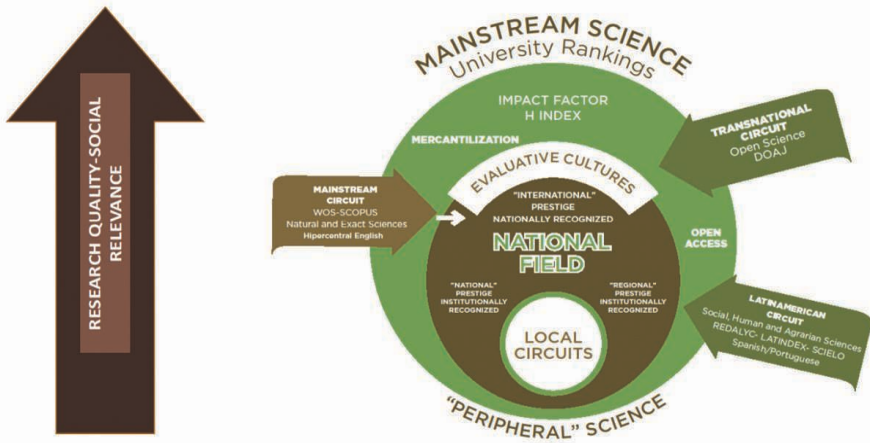 RESEARCH QUALITY-SOCIAL
RELEVANCE
MAINSTREAM SCIENCE
University Rankings
IMPACT FACTOR
H INDEX
MERCANTILIZATION
EVALUATIVE CULTURES
TRANSNATIONAL
CIRCUIT
Open Science
DOAJ
MAINSTREAM
CIRCUIT
WOS-SCOPUS
Natural and Exact Sciences
Hipercentral English
"INTERNATIONAL"
PRESTIGE
NATIONALLY RECOGNIZED
NATIONAL
FIELD
OPEN
ACCESS
"NATIONAL"
PRESTIGE
INSTITUTIONALLY
RECOGNIZED
"REGIONAL"
PRESTIGE
INSTITUTIONALLY
RECOGNIZED
LATINAMERICAN
CIRCUIT
Social, Human and Agrarian Sciences
REDALYC- LATINDEX- SCIELO
Spanish/Portuguese
LOCAL
CIRCUITS
"PERIPHERAL" SCIENCE